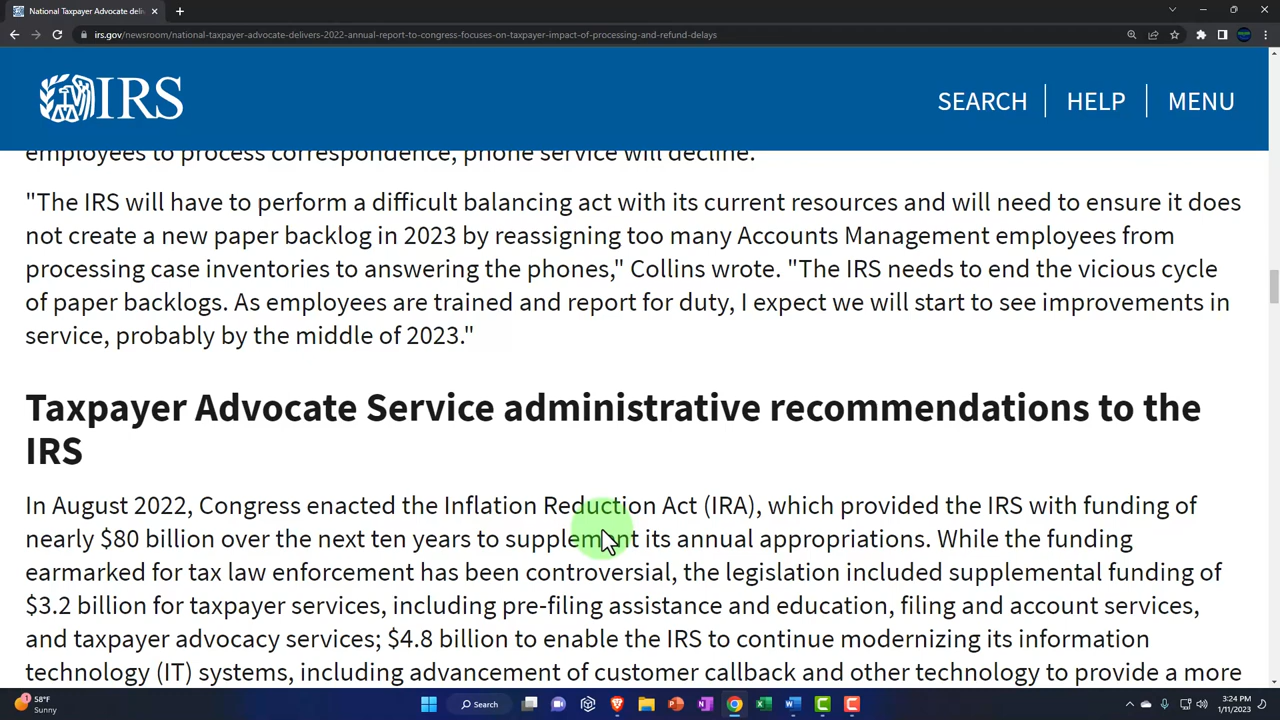 National Taxpayer Advocate deliv
irs.gov/newsroom/national-taxpayer-advocate-delivers-2022-annual-report-to-congress-focuses-on-taxpayer-impact-of-processing-and-refund-delays
IRS
SEARCH
HELP
MENU
employees to process correspondence, phone service will decline.
"The IRS will have to perform a difficult balancing act with its current resources and will need to ensure it does
not create a new paper backlog in 2023 by reassigning too many Accounts Management employees from
processing case inventories to answering the phones," Collins wrote. "The IRS needs to end the vicious cycle
of paper backlogs. As employees are trained and report for duty, I expect we will start to see improvements in
service, probably by the middle of 2023."
Taxpayer Advocate Service administrative recommendations to the
IRS
In August 2022, Congress enacted the Inflation Reduction Act (IRA), which provided the IRS with funding of
nearly $80 billion over the next ten years to supplement its annual appropriations. While the funding
earmarked for tax law enforcement has been controversial, the legislation included supplemental funding of
$3.2 billion for taxpayer services, including pre-filing assistance and education, filing and account services,
and taxpayer advocacy services; $4.8 billion to enable the IRS to continue modernizing its information
technology (IT) systems, including advancement of customer callback and other technology to provide a more
1
58°F
Sunny
Search
3:24 PM
1/11/2023